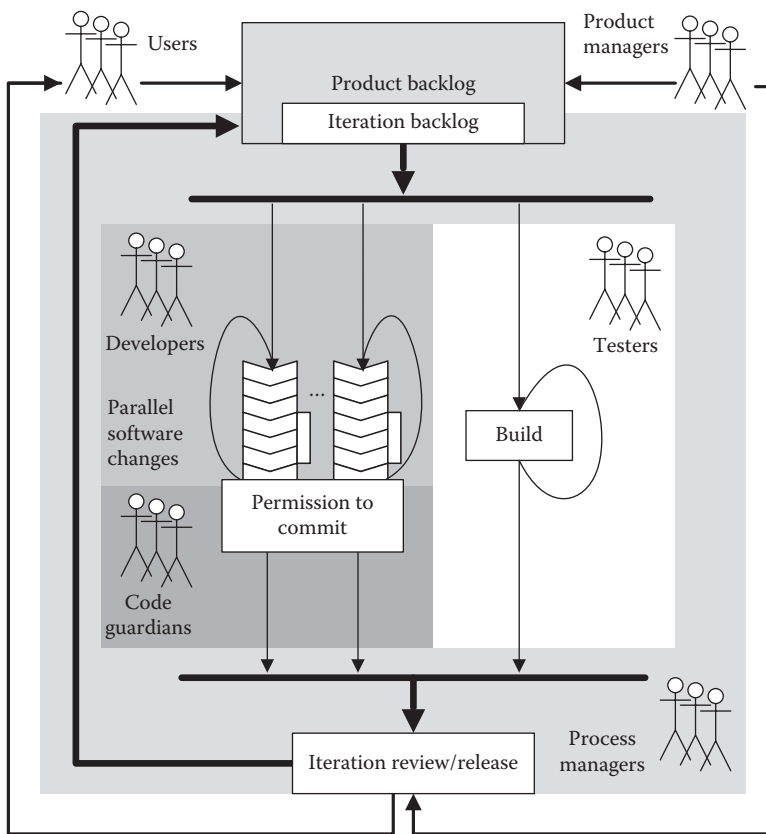 Users
Product
managers
Product backlog
Iteration backlog
Developers
Testers
Parallel
software
changes
...
Build
Permission to
commit
Code
guardians
Process
managers
Iteration review/release